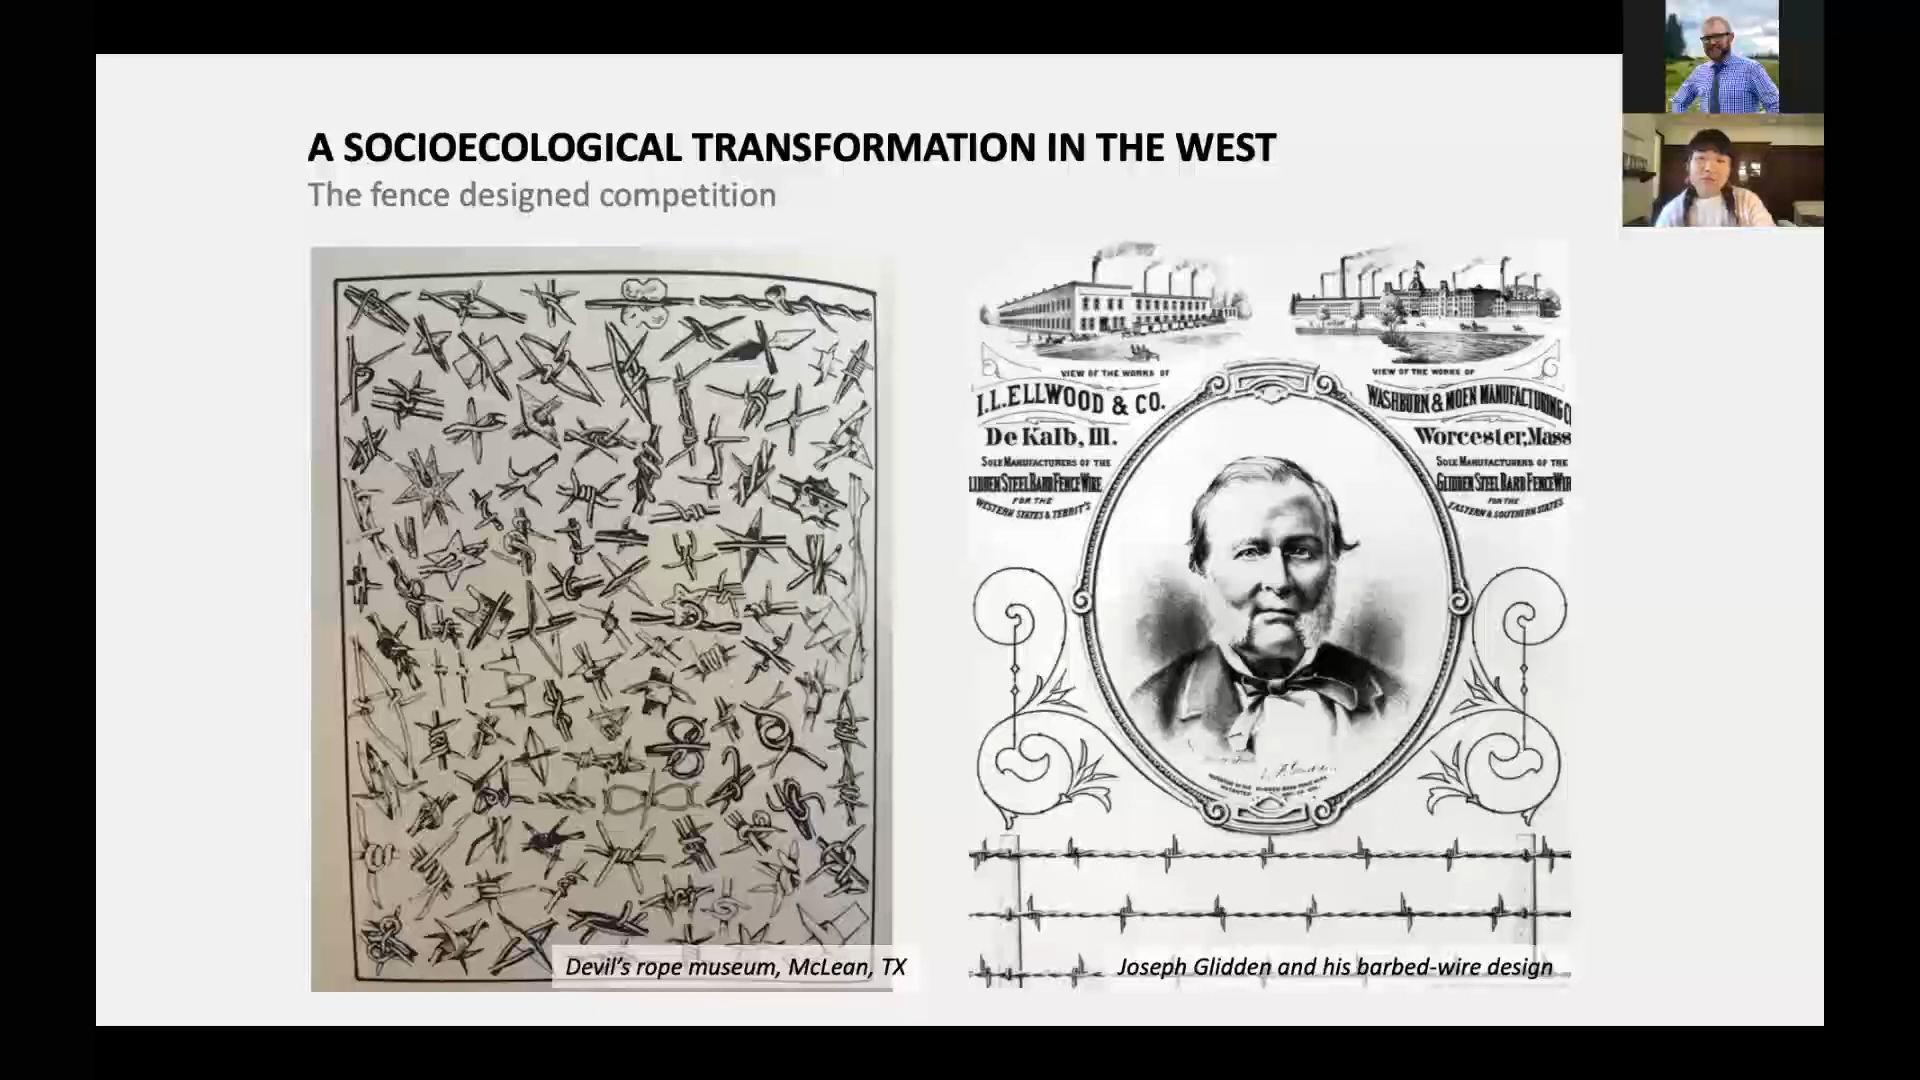 A SOCIOECOLOGICAL TRANSFORMATION IN THE WEST
The fence designed competition
VIEW OF THE WORKS OF
I.L.ELLWOOD & CO.
De Kalb, Ill.
SOLE MANUFACTURERS OF THE
LIDDEN STEEL BARB FENCE WIRE
FOR THE
WESTERN STATES & TERRIT'S
VIEW OF THE WORKS OF
WASHBURN & MOEN MANUFACTURING C
Worcester, Mass
SOLE MANUFACTURERS OF THE
GLIDDEN STEEL BARB FENCE WIR
FOR THE
EASTERN & SOUTHERN STATES
Devil's rope museum, McLean, TX
Joseph Glidden and his barbed-wire design